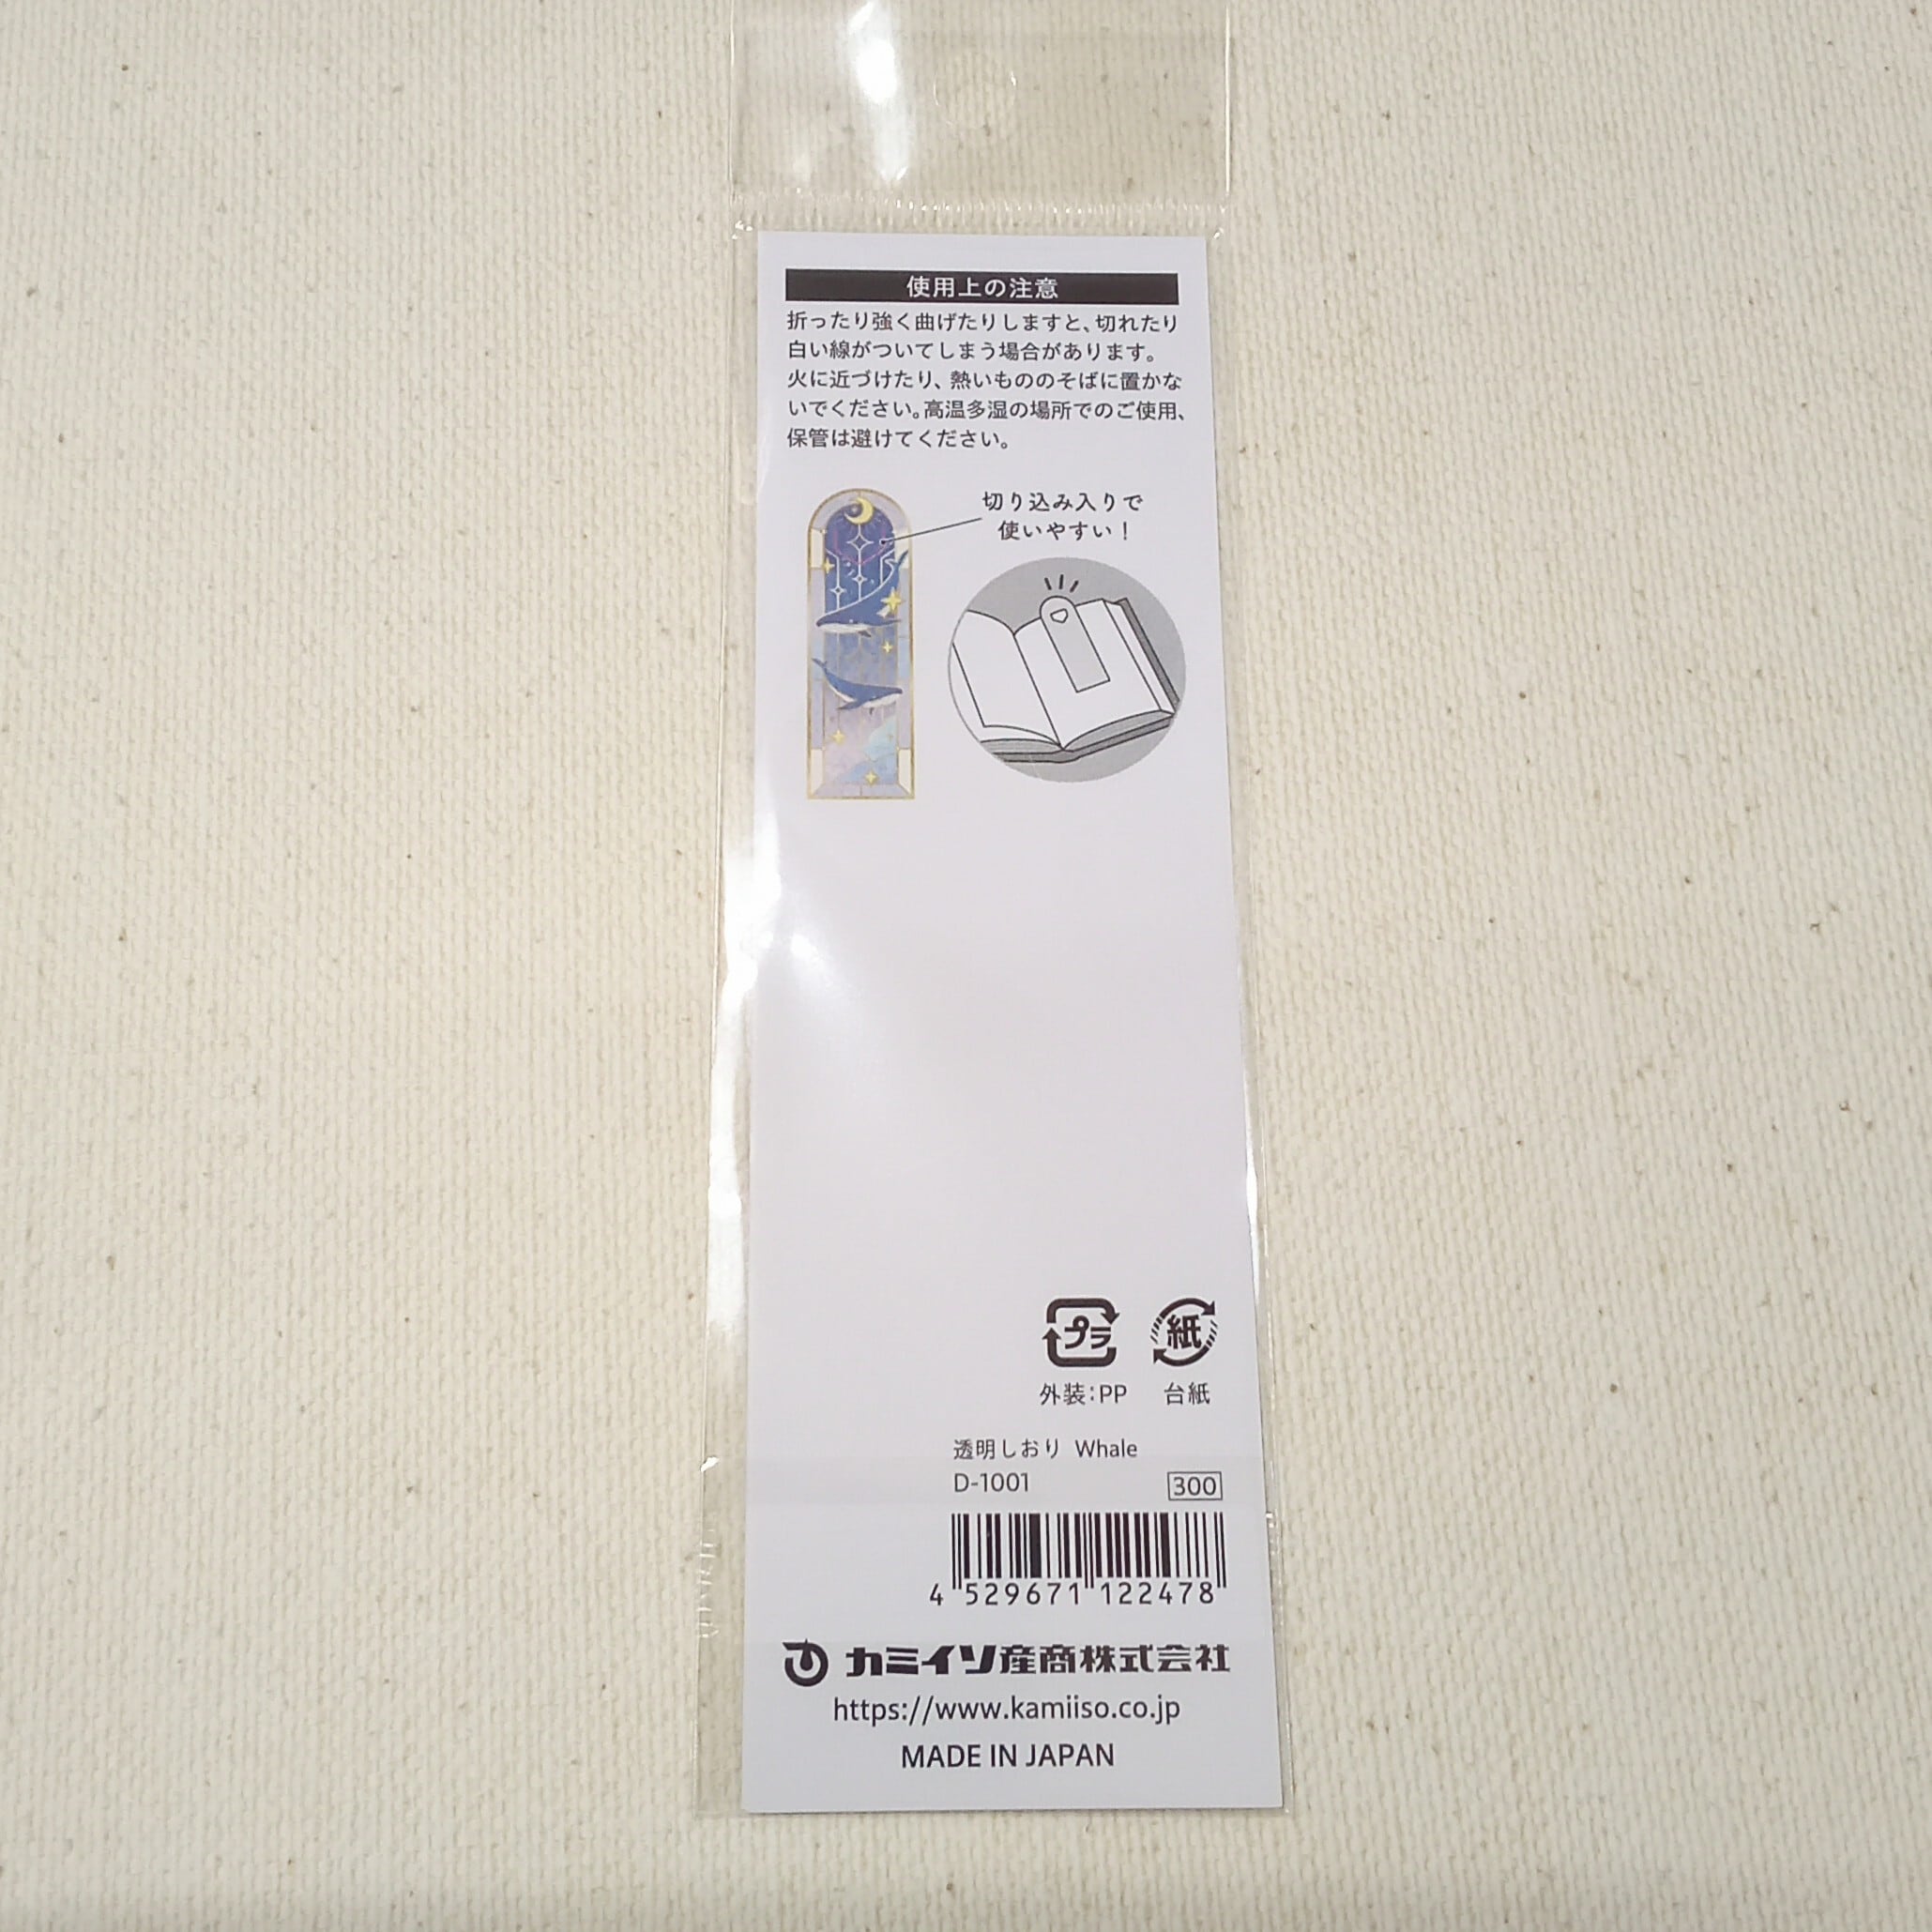 使用上の注意
折ったり強く曲げたりしますと、切れたり
白い線がついてしまう場合があります。
火に近づけたり、熱いもののそばに置かな
いでください。高温多湿の場所でのご使用、
保管は避けてください。
切り込み入りで
使いやすい！
プラ
紙
外装：PP
台紙
透明しおり Whale
D-1001
300
4 529671 122478
カミイソ産商株式会社
https://www.kamiiso.co.jp
MADE IN JAPAN